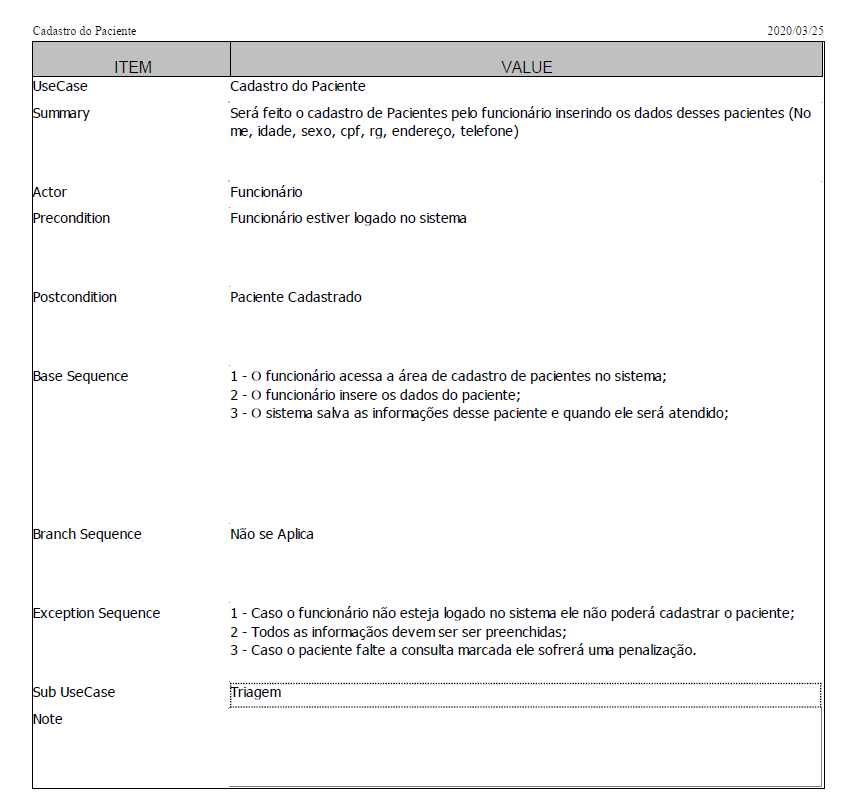 Cadastro do Paciente 2020/03/25
ITEM VALUE
UseCase Cadastro do Paciente
Summary Será feito o cadastro de Pacientes pelo funcionário inserindo os dados desses pacientes (No
me, idade, sexo, cpf, rg, endereço, telefone)
Actor Funcionário
Precondition Funcionário estiver logado no sistema
Postcondition Paciente Cadastrado
Base Sequence 1 - O funcionário acessa a área de cadastro de pacientes no sistema;
2 - O funcionário insere os dados do paciente;
3 - O sistema salva as informações desse paciente e quando ele será atendido;
Branch Sequence Não se Aplica
Exception Sequence 1 - Caso o funcionário não esteja logado no sistema ele não poderá cadastrar o paciente;
2 - Todos as informaçãos devem ser ser preenchidas;
3 - Caso o paciente falte a consulta marcada ele sofrerá uma penalização.
Sub UseCase Triagem
Note